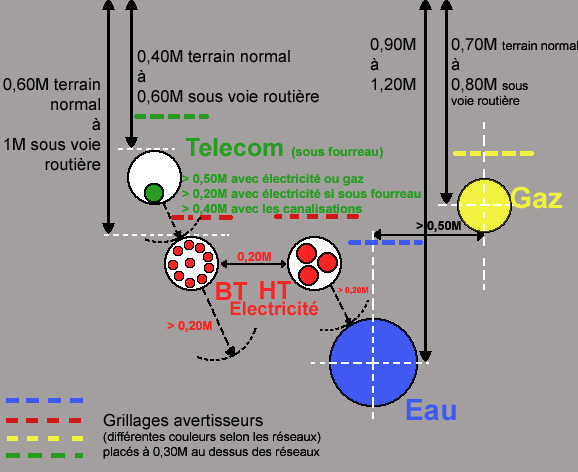 0,60M terrain
normal
à
1M sous voie
routière
0,40M terrain normal
à
0,60M sous voie routière
0,90M
à
1,20M
0,70M terrain normal
à
0,80M sous
voie routière
Telecom (sous fourreau)
> 0,50M avec électricité ou gaz
> 0,20M avec électricité si sous fourreau
> 0,40M avec les canalisations
Gaz
> 0,50M
0,20M
BT HT
Electricité
> 0,20M
> 0,20M
Eau
Grillages avertisseurs
(différentes couleurs selon les réseaux)
placés à 0,30M au dessus des réseaux